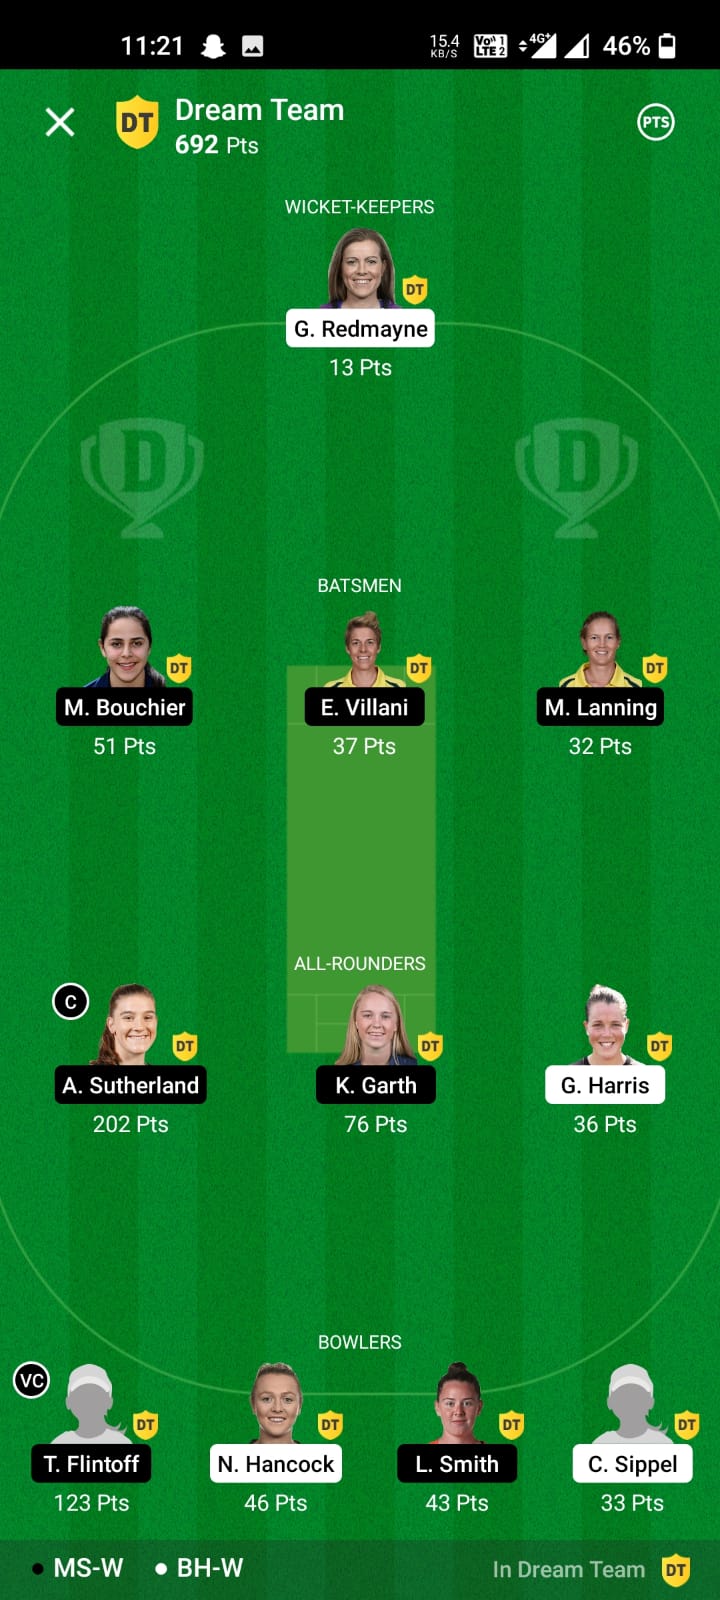 11:21
15.4 KB/S
Vo 1 LTE 2
4G+
46%
DT
Dream Team
692 Pts
PTS
WICKET-KEEPERS
DT
G. Redmayne
13 Pts
D D
BATSMEN
DT DT DT
M. Bouchier E. Villani M. Lanning
51 Pts 37 Pts 32 Pts
ALL-ROUNDERS
C
DT DT DT
A. Sutherland K. Garth G. Harris
202 Pts 76 Pts 36 Pts
BOWLERS
VC
DT DT DT DT
T. Flintoff N. Hancock L. Smith C. Sippel
123 Pts 46 Pts 43 Pts 33 Pts
MS-W BH-W In Dream Team DT